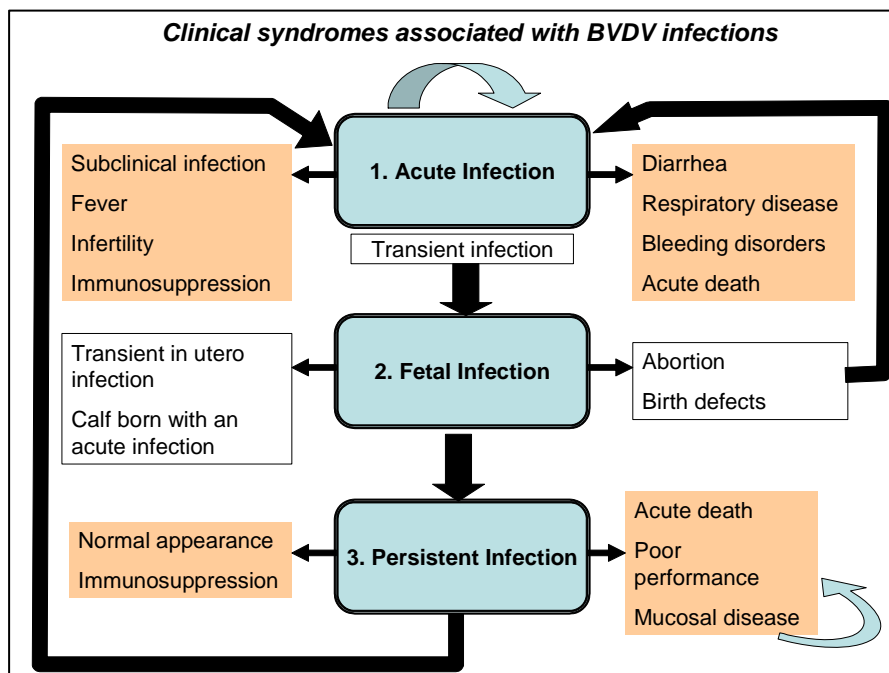 Clinical syndromes associated with BVDV infections
1. Acute Infection
Subclinical infection
Fever
Infertility
Immunosuppression
Diarrhea
Respiratory disease
Bleeding disorders
Acute death
Transient infection
2. Fetal Infection
Transient in utero
infection
Calf born with an
acute infection
Abortion
Birth defects
3. Persistent Infection
Normal appearance
Immunosuppression
Acute death
Poor
performance
Mucosal disease